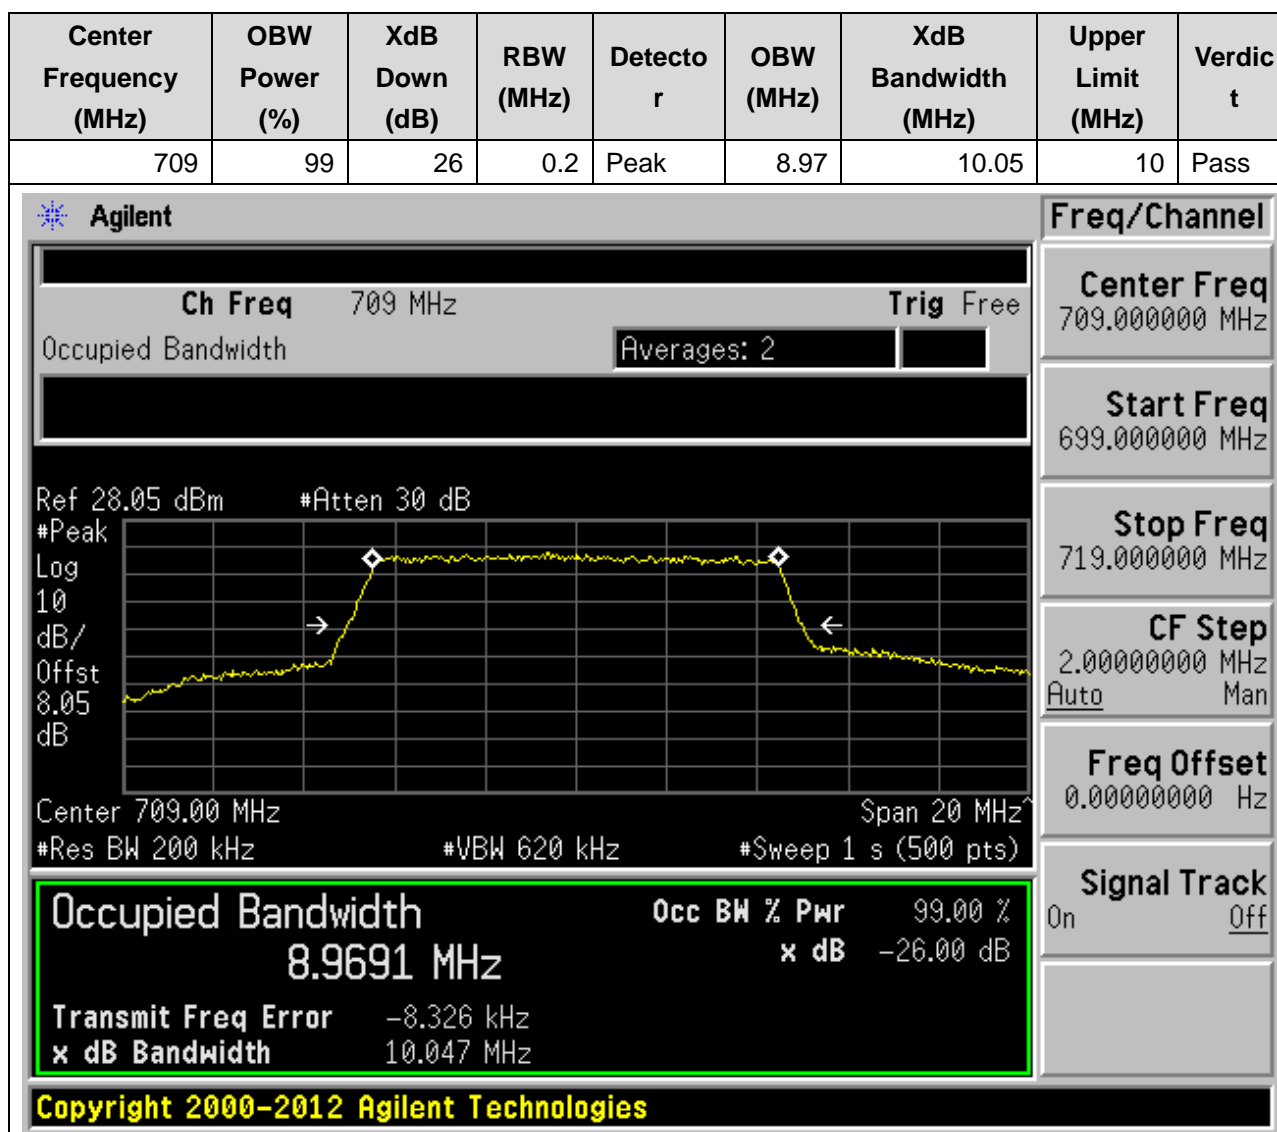 Center Frequency (MHz) OBW Power (%) XdB Down (dB) RBW (MHz) Detector OBW (MHz) XdB Bandwidth (MHz) Upper Limit (MHz) Verdict
709 99 26 0.2 Peak 8.97 10.05 10 Pass
Agilent
Freq/Channel
Ch Freq 709 MHz Trig Free
Occupied Bandwidth Averages: 2
Ref 28.05 dBm #Atten 30 dB
#Peak
Log
10
dB/
Offst
8.05
dB
Center 709.00 MHz Span 20 MHz^
#Res BW 200 kHz #VBW 620 kHz #Sweep 1 s (500 pts)
Occupied Bandwidth Occ BW % Pwr 99.00 %
8.9691 MHz x dB -26.00 dB
Transmit Freq Error -8.326 kHz
x dB Bandwidth 10.047 MHz
Center Freq
709.000000 MHz
Start Freq
699.000000 MHz
Stop Freq
719.000000 MHz
CF Step
2.00000000 MHz
Auto Man
Freq Offset
0.00000000 Hz
Signal Track
On Off
Copyright 2000-2012 Agilent Technologies